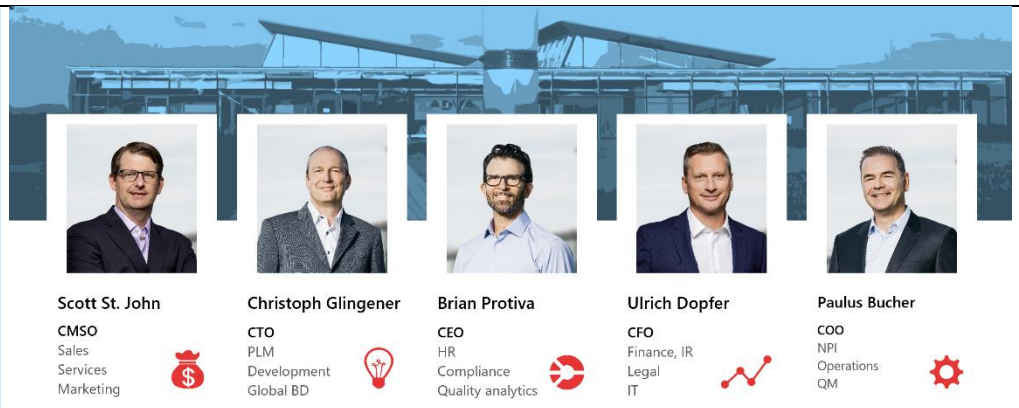 ADVA
Scott St. John
CMSO
Sales
Services
Marketing
$
Christoph Glingener
CTO
PLM
Development
Global BD
Brian Protiva
CEO
HR
Compliance
Quality analytics
Ulrich Dopfer
CFO
Finance, IR
Legal
IT
Paulus Bucher
COO
NPI
Operations
QM